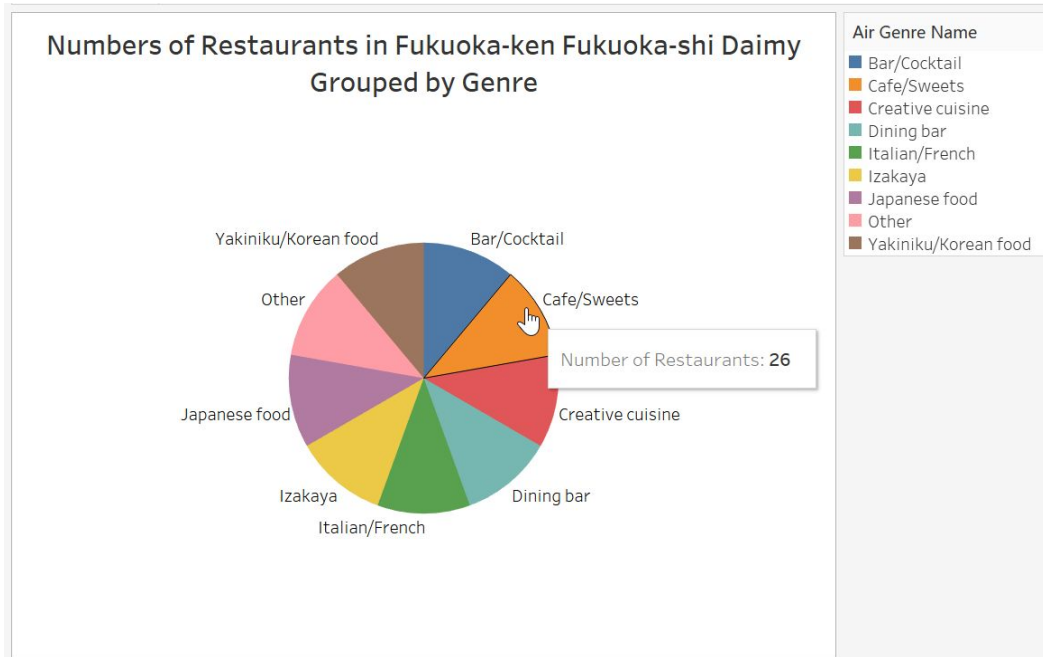 Numbers of Restaurants in Fukuoka-ken Fukuoka-shi Daimy
Grouped by Genre
Yakiniku/Korean food
Bar/Cocktail
Other
Cafe/Sweets
Number of Restaurants: 26
Japanese food
Creative cuisine
Izakaya
Dining bar
Italian/French
Air Genre Name
Bar/Cocktail
Cafe/Sweets
Creative cuisine
Dining bar
Italian/French
Izakaya
Japanese food
Other
Yakiniku/Korean food